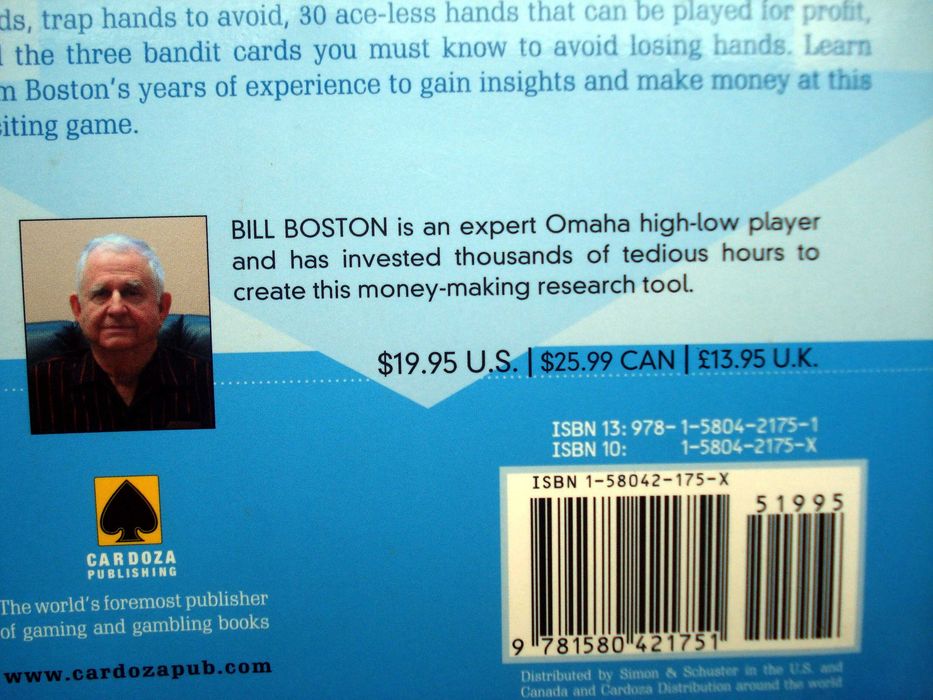 ds, trap hands to avoid, 30 ace-less hands that can be played for profit,
the three bandit cards you must know to avoid losing hands. Learn
m Boston's years of experience to gain insights and make money at this
citing game.
BILL BOSTON is an expert Omaha high-low player
and has invested thousands of tedious hours to
create this money-making research tool.
$19.95 U.S. | $25.99 CAN | £13.95 U.K.
ISBN 13: 978-1-5804-2175-1
ISBN 10: 1-5804-2175-X
ISBN 1-58042-175-X
51995
9 781580 421751
CARDOZA
PUBLISHING
The world's foremost publisher
of gaming and gambling books
www.cardozapub.com
Distributed by Simon & Schuster in the U.S. and
Canada and Cardoza Distribution around the world